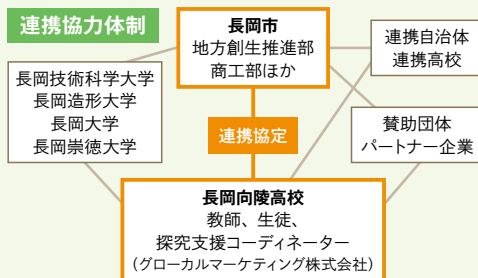 連携協力体制
長岡市
地方創生推進部
商工部ほか
連携自治体
連携高校
長岡技術科学大学
長岡造形大学
長岡大学
長岡崇徳大学
連携協定
賛助団体
パートナー企業
長岡向陵高校
教師、生徒、
探究支援コーディネーター
（グローカルマーケティング株式会社）